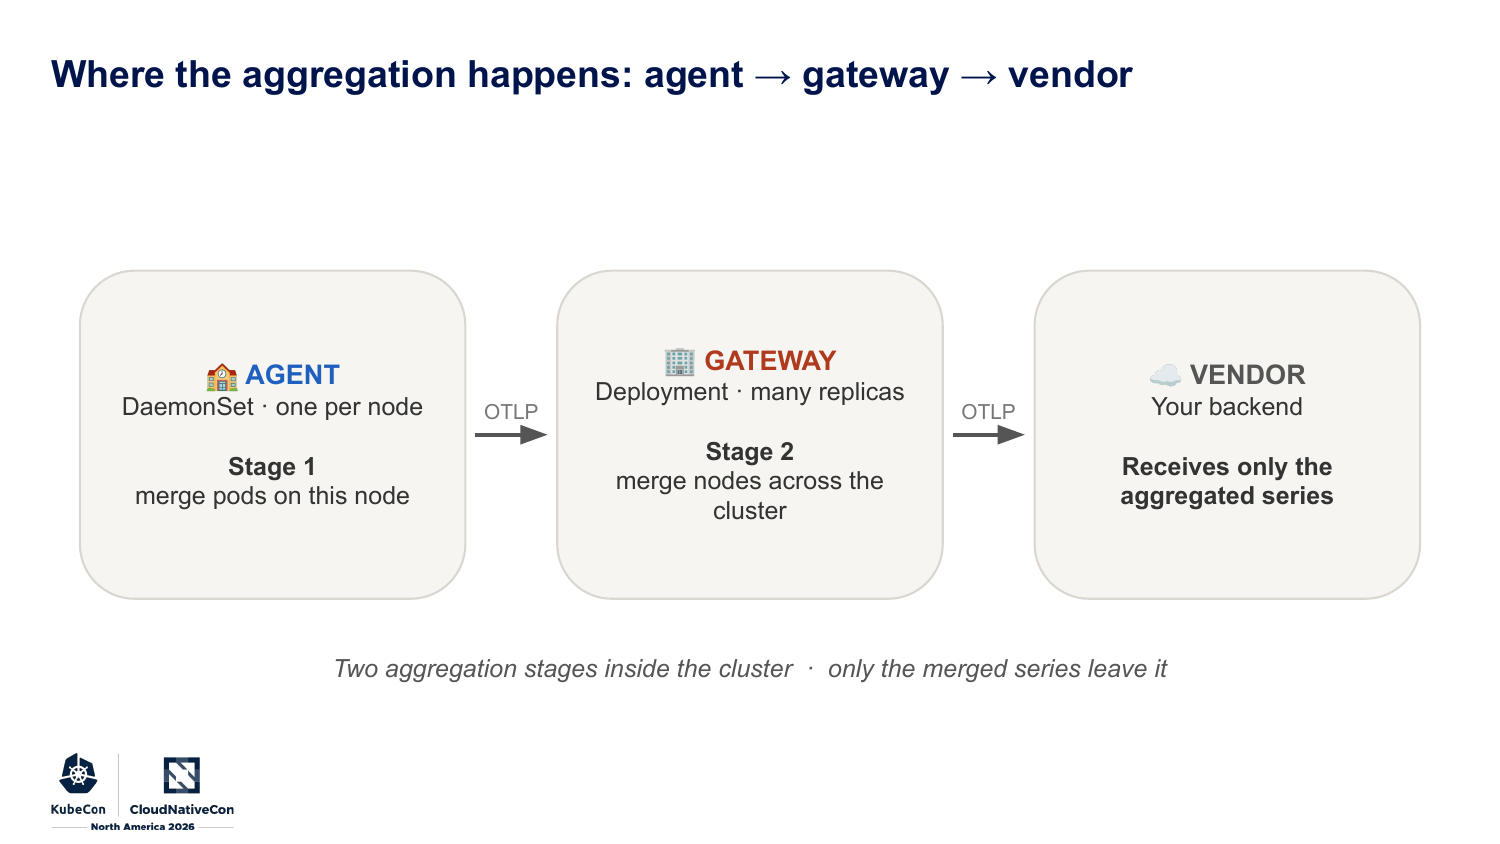 Where the aggregation happens: agent → gateway → vendor
🏫 AGENT
DaemonSet · one per node
Stage 1
merge pods on this node
OTLP
🏢 GATEWAY
Deployment · many replicas
Stage 2
merge nodes across the
cluster
OTLP
☁️ VENDOR
Your backend
Receives only the
aggregated series
Two aggregation stages inside the cluster · only the merged series leave it
KubeCon
CloudNativeCon
North America 2026